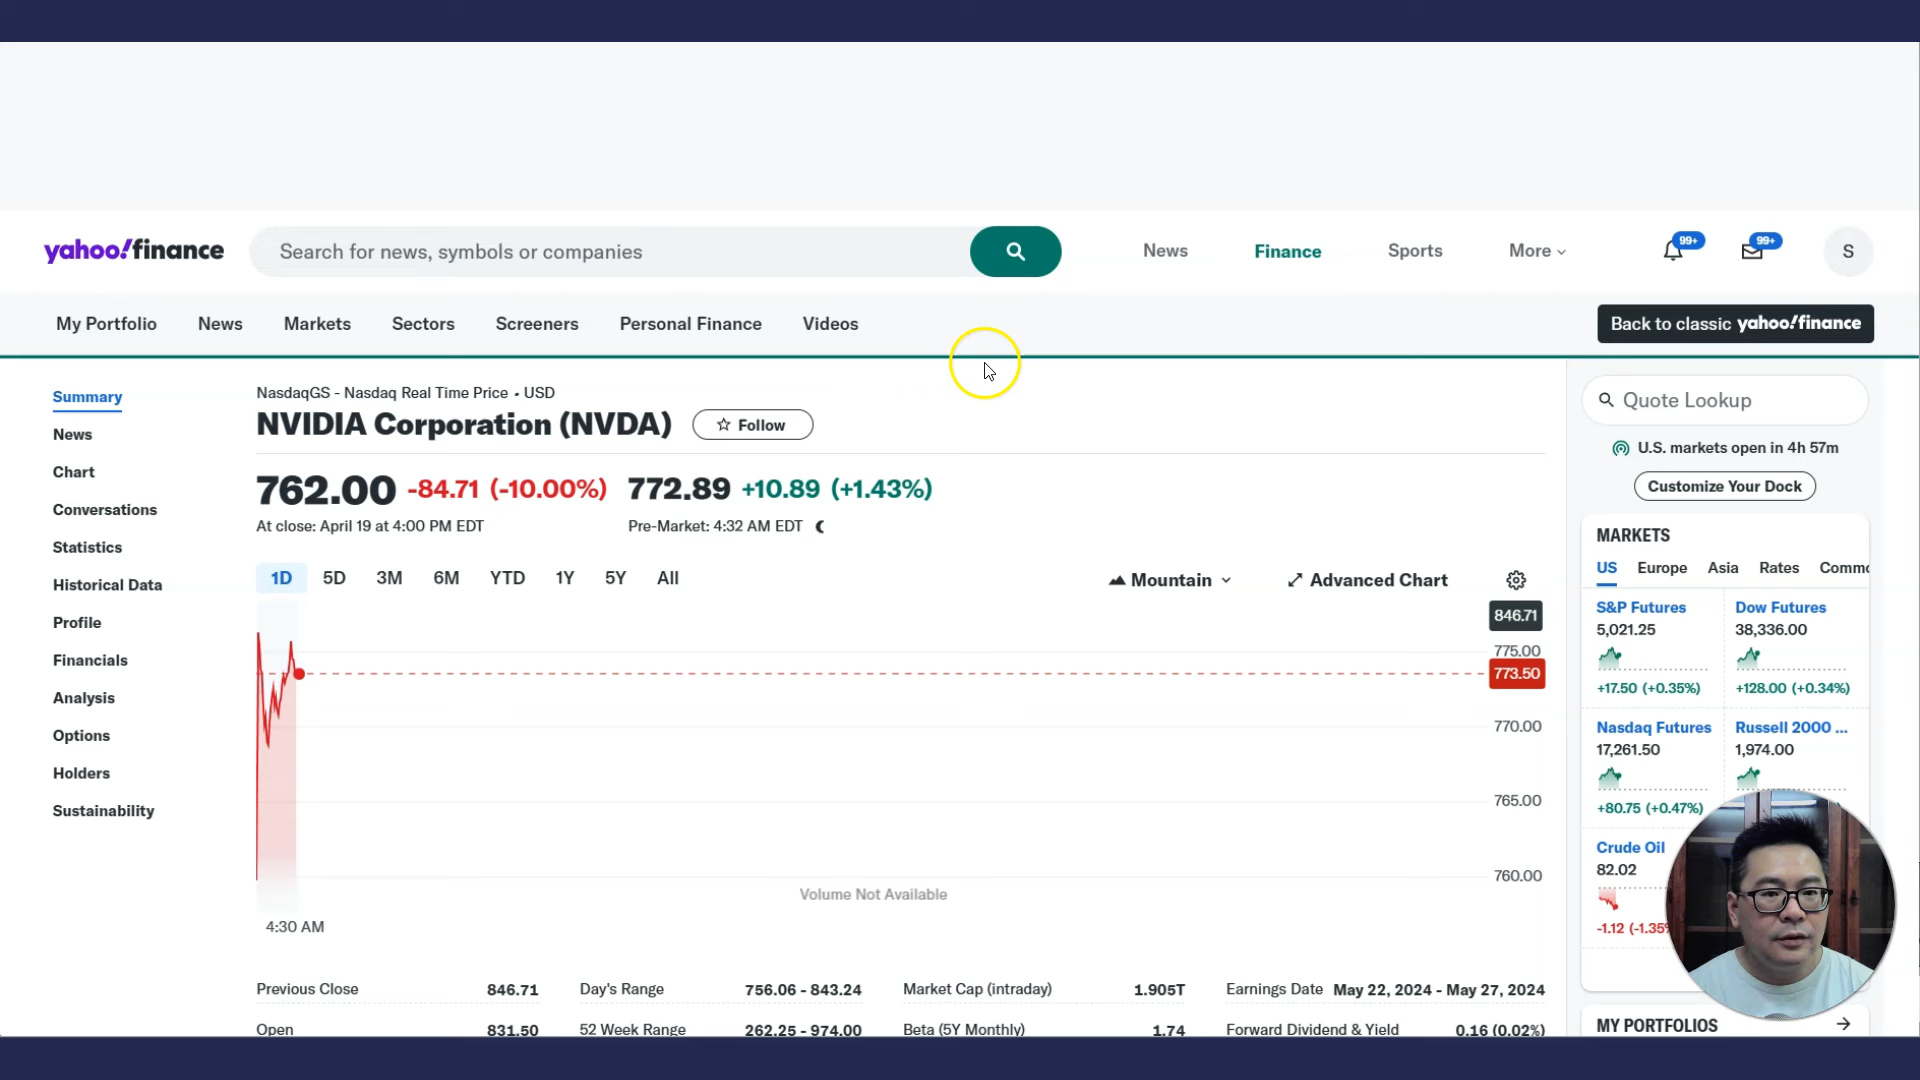 yahoo!finance
Search for news, symbols or companies
News
Finance
Sports
More
99+
99+
S
My Portfolio
News
Markets
Sectors
Screeners
Personal Finance
Videos
Back to classic yahoo!finance
Summary
News
Chart
Conversations
Statistics
Historical Data
Profile
Financials
Analysis
Options
Holders
Sustainability
NasdaqGS - Nasdaq Real Time Price • USD
NVIDIA Corporation (NVDA)
Follow
762.00 -84.71 (-10.00%)
At close: April 19 at 4:00 PM EDT
772.89 +10.89 (+1.43%)
Pre-Market: 4:32 AM EDT
1D
5D
3M
6M
YTD
1Y
5Y
All
Mountain
Advanced Chart
846.71
775.00
773.50
770.00
765.00
760.00
Volume Not Available
4:30 AM
Previous Close 846.71
Day's Range 756.06 - 843.24
Market Cap (intraday) 1.905T
Earnings Date May 22, 2024 - May 27, 2024
Open 831.50
52 Week Range 262.25 - 974.00
Beta (5Y Monthly) 1.74
Forward Dividend & Yield 0.16 (0.02%)
Quote Lookup
U.S. markets open in 4h 57m
Customize Your Dock
MARKETS
US
Europe
Asia
Rates
Commo
S&P Futures
5,021.25
+17.50 (+0.35%)
Dow Futures
38,336.00
+128.00 (+0.34%)
Nasdaq Futures
17,261.50
+80.75 (+0.47%)
Russell 2000 ...
1,974.00
Crude Oil
82.02
-1.12 (-1.35%
MY PORTFOLIOS